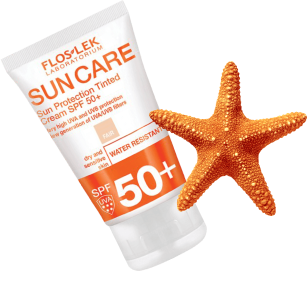 FLOSLEK
LABORATORIUM
SUN CARE
Sun Protection Tinted
Cream SPF 50+
Very high UVA and UVB protection
New generation of UVA/UVB filters
dry and
sensitive
skin
WATER RESISTANT
SPF
UVA
50+